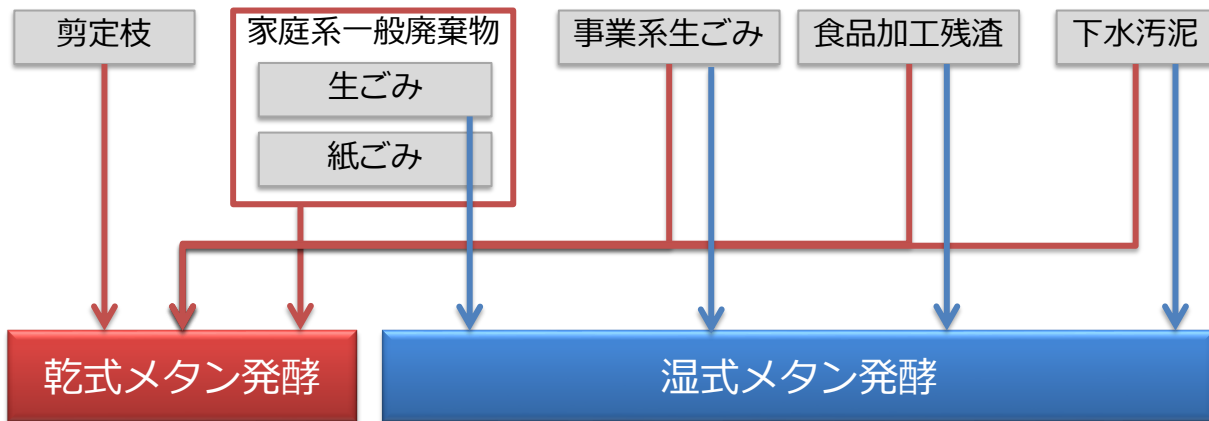 剪定枝
家庭系一般廃棄物
生ごみ
紙ごみ
事業系生ごみ
食品加工残渣
下水汚泥
乾式メタン発酵
湿式メタン発酵